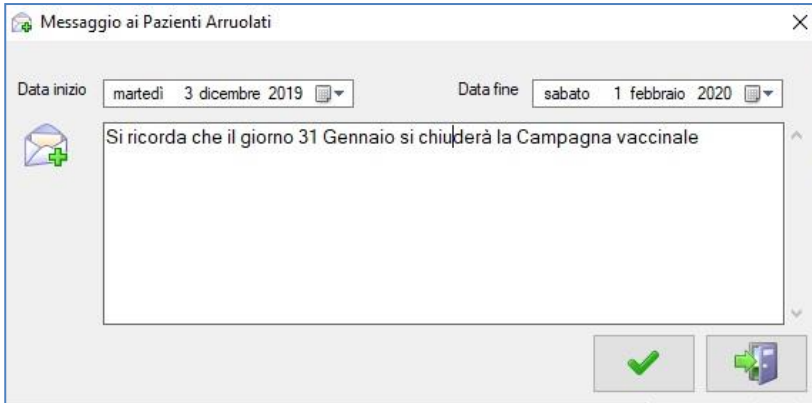 Messaggio ai Pazienti Arruolati
Data inizio martedì 3 dicembre 2019 Data fine sabato 1 febbraio 2020
Si ricorda che il giorno 31 Gennaio si chiuderà la Campagna vaccinale